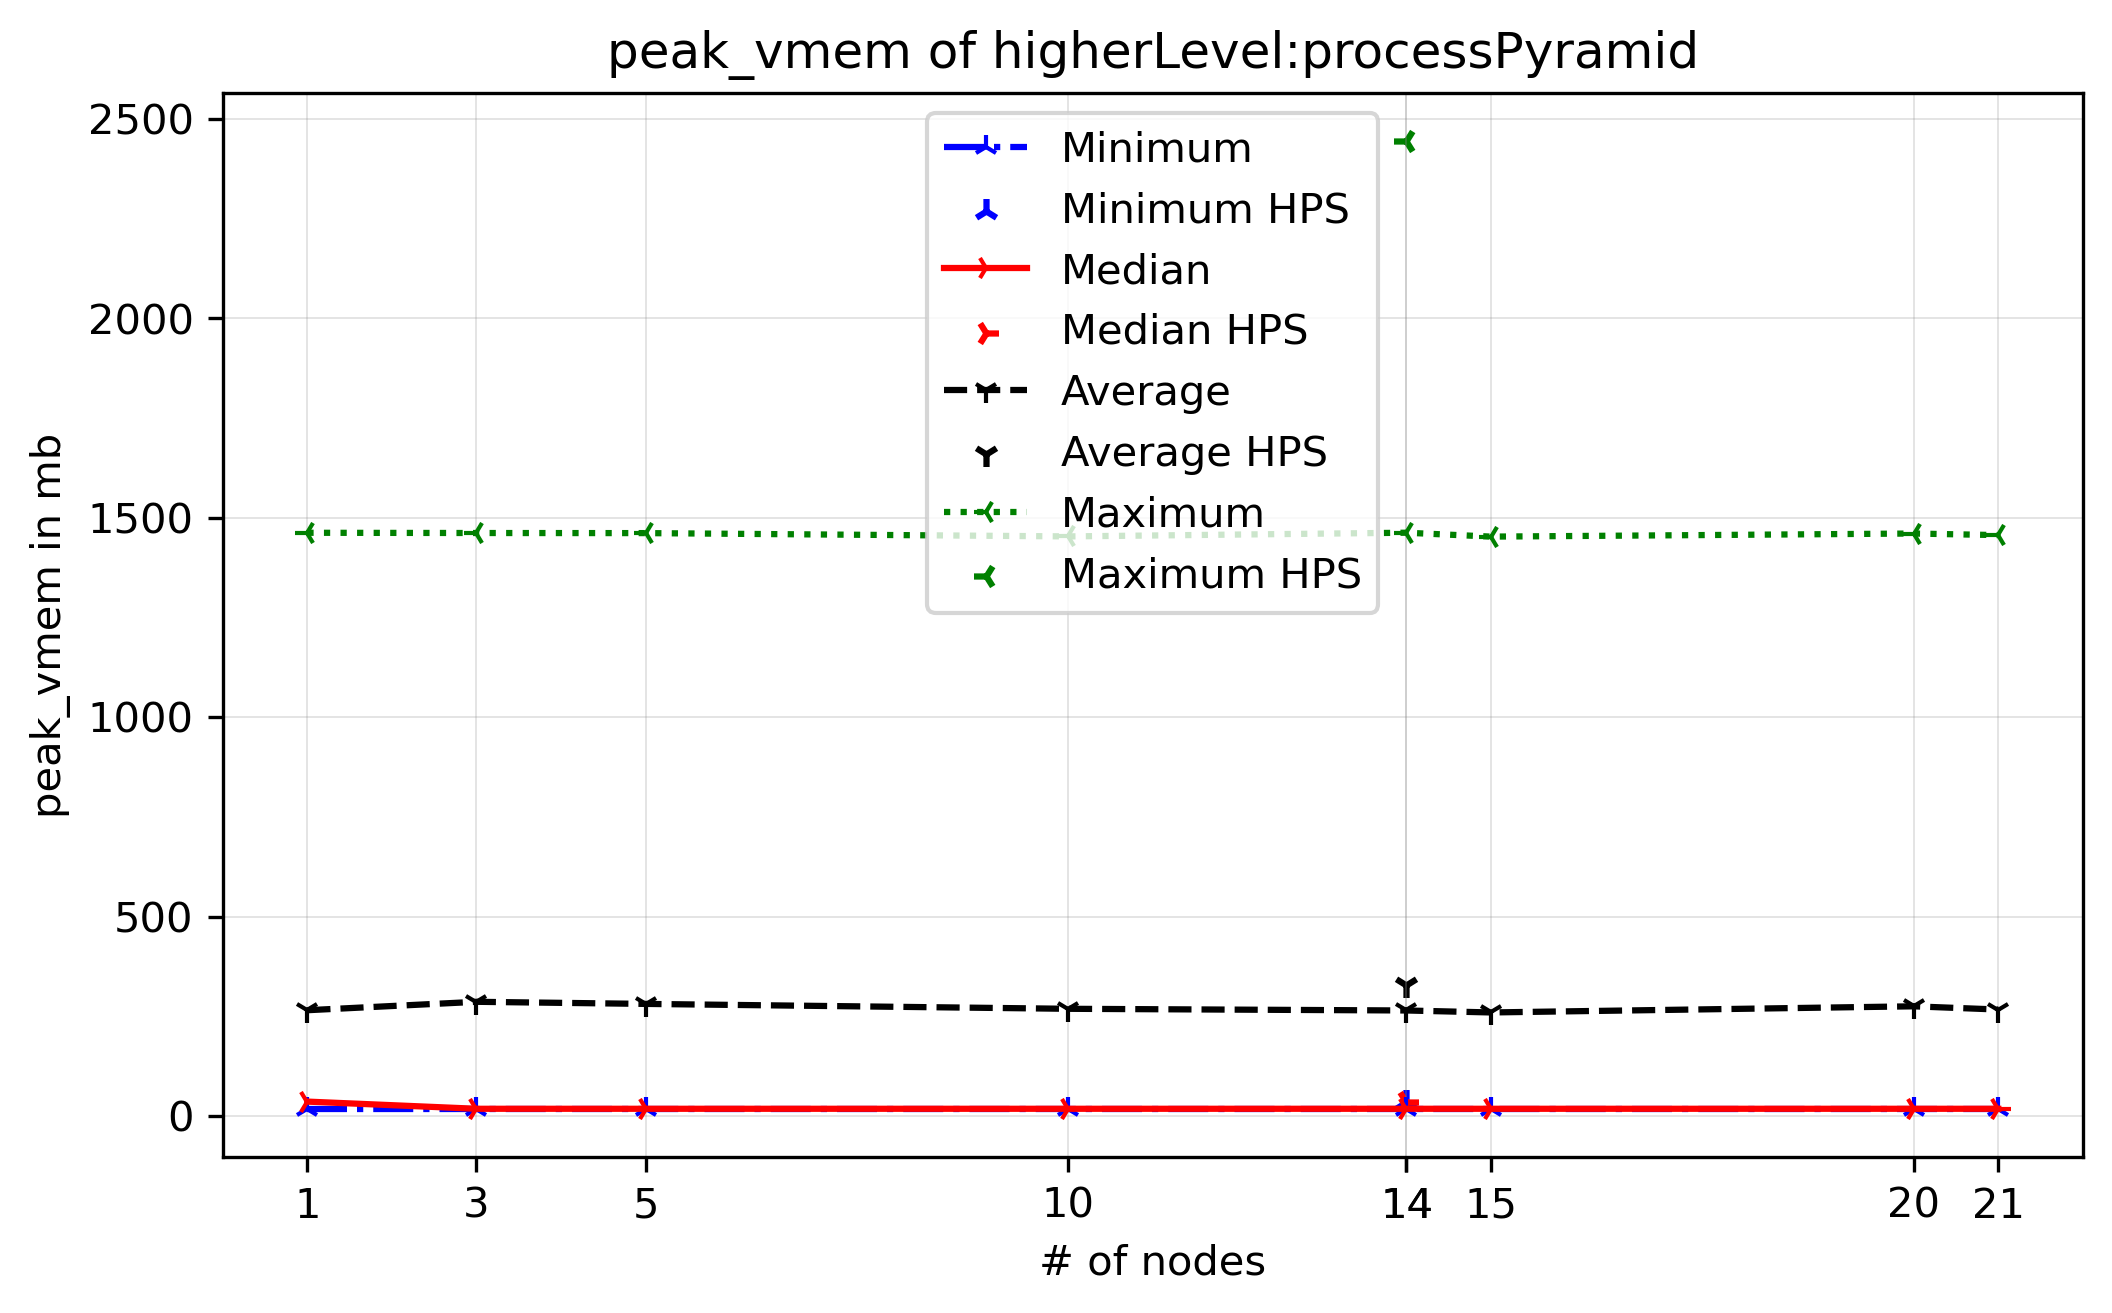 peak_vmem of higherLevel:processPyramid
2500
2000
1500
1000
500
0
peak_vmem in mb
Minimum
Minimum HPS
Median
Median HPS
Average
Average HPS
Maximum
Maximum HPS
1 3 5 10 14 15 20 21
# of nodes